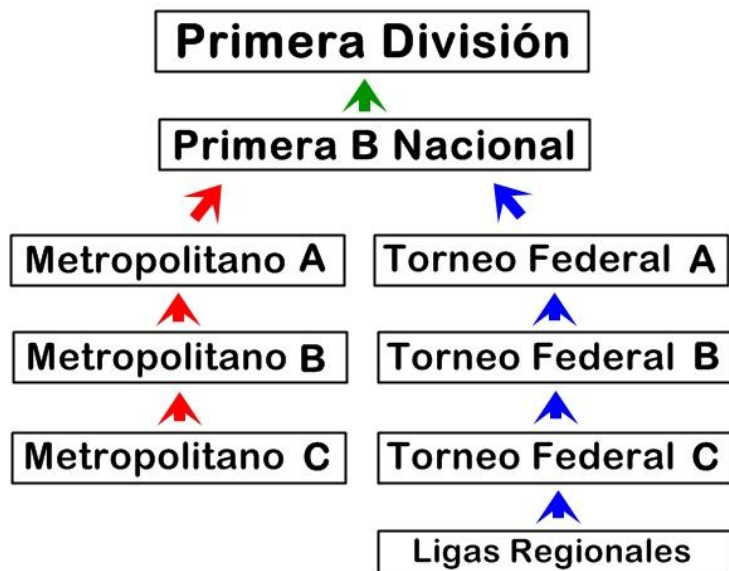 Primera División
Primera B Nacional
Metropolitano A
Torneo Federal A
Metropolitano B
Torneo Federal B
Metropolitano C
Torneo Federal C
Ligas Regionales